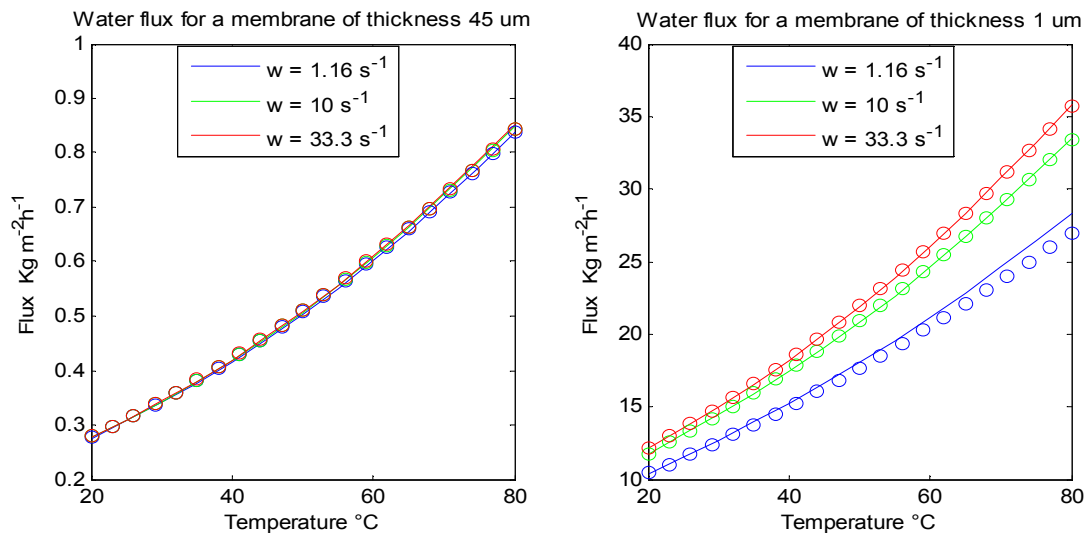 Water flux for a membrane of thickness 45 um
1
0.9
0.8
0.7
0.6
0.5
0.4
0.3
0.2
Flux Kg m⁻²h⁻¹
w = 1.16 s⁻¹
w = 10 s⁻¹
w = 33.3 s⁻¹
20 40 60 80
Temperature °C
Water flux for a membrane of thickness 1 um
40
35
30
25
20
15
10
Flux Kg m⁻²h⁻¹
w = 1.16 s⁻¹
w = 10 s⁻¹
w = 33.3 s⁻¹
20 40 60 80
Temperature °C